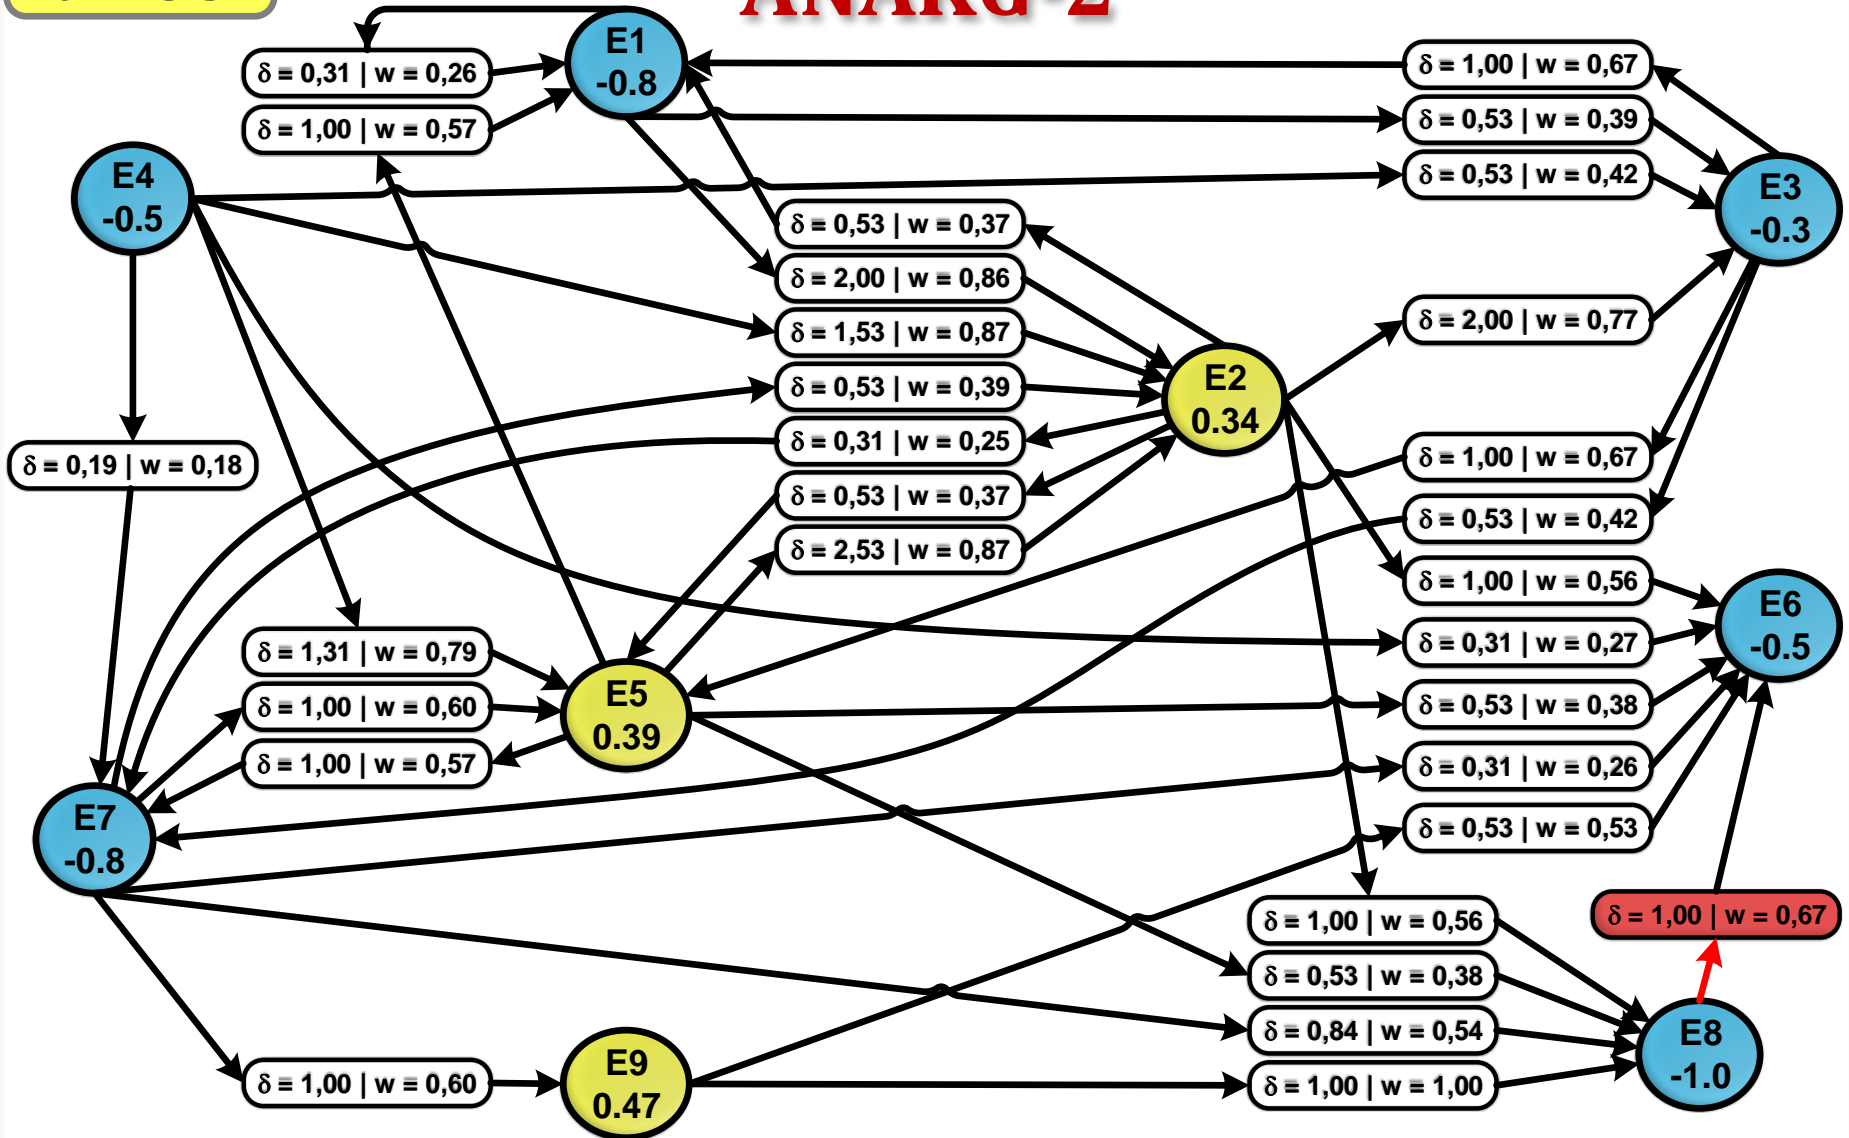 ANAKG-2
E1
-0.8
δ = 0,31 | w = 0,26
δ = 1,00 | w = 0,57
δ = 1,00 | w = 0,67
δ = 0,53 | w = 0,39
δ = 0,53 | w = 0,42
E4
-0.5
E3
-0.3
δ = 0,53 | w = 0,37
δ = 2,00 | w = 0,86
δ = 1,53 | w = 0,87
δ = 0,53 | w = 0,39
δ = 0,31 | w = 0,25
δ = 0,53 | w = 0,37
δ = 2,53 | w = 0,87
δ = 2,00 | w = 0,77
E2
0.34
δ = 0,19 | w = 0,18
δ = 1,00 | w = 0,67
δ = 0,53 | w = 0,42
δ = 1,00 | w = 0,56
δ = 0,31 | w = 0,27
δ = 0,53 | w = 0,38
δ = 0,31 | w = 0,26
δ = 0,53 | w = 0,53
E6
-0.5
δ = 1,31 | w = 0,79
δ = 1,00 | w = 0,60
δ = 1,00 | w = 0,57
E5
0.39
E7
-0.8
δ = 1,00 | w = 0,56
δ = 0,53 | w = 0,38
δ = 0,84 | w = 0,54
δ = 1,00 | w = 1,00
δ = 1,00 | w = 0,67
E8
-1.0
δ = 1,00 | w = 0,60
E9
0.47